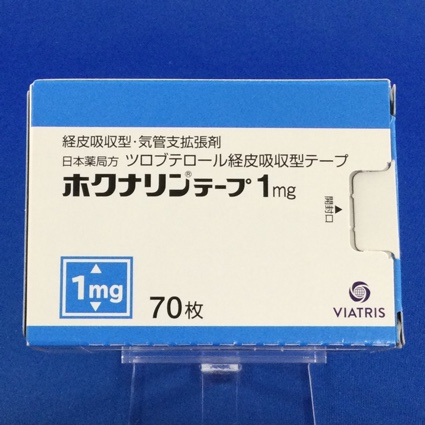 経皮吸収型・気管支拡張剤
日本薬局方 ツロブテロール経皮吸収型テープ
ホクナリン®テープ1mg
開封口
1mg
70枚
VIATRIS